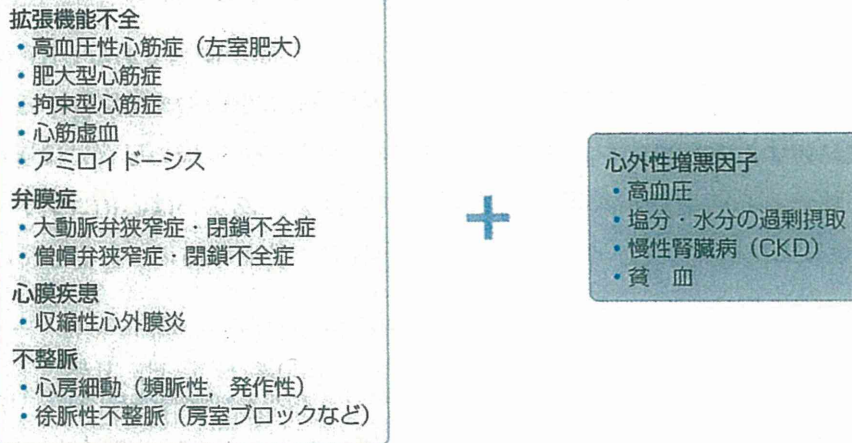 拡張機能不全
• 高血圧性心筋症（左室肥大）
• 肥大型心筋症
• 拘束型心筋症
• 心筋虚血
• アミロイドーシス
弁膜症
• 大動脈弁狭窄症・閉鎖不全症
• 僧帽弁狭窄症・閉鎖不全症
心膜疾患
• 収縮性心外膜炎
不整脈
• 心房細動（頻脈性，発作性）
• 徐脈性不整脈（房室ブロックなど）
+
心外性増悪因子
• 高血圧
• 塩分・水分の過剰摂取
• 慢性腎臓病（CKD）
• 貧　血